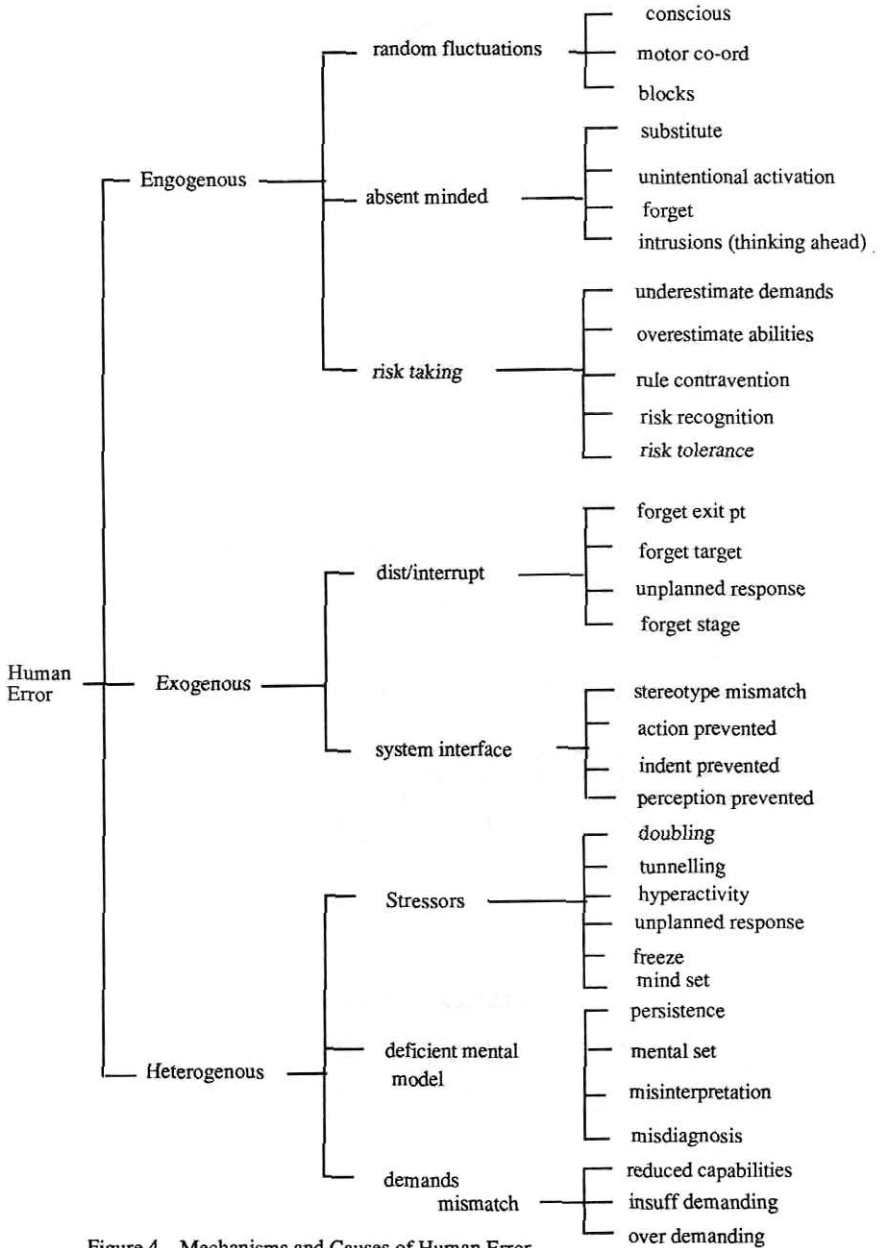 conscious
random fluctuations
motor co-ord
blocks
substitute
Engogenous
unintentional activation
absent minded
forget
intrusions (thinking ahead)
underestimate demands
overestimate abilities
risk taking
rule contravention
risk recognition
risk tolerance
forget exit pt
forget target
dist/interrupt
unplanned response
forget stage
Human
Error
Exogenous
stereotype mismatch
action prevented
system interface
indent prevented
perception prevented
doubling
tunnelling
Stressors
hyperactivity
unplanned response
freeze
mind set
persistence
deficient mental
model
mental set
Heterogenous
misinterpretation
misdiagnosis
reduced capabilities
demands
mismatch
insuff demanding
over demanding
Figure 4 Mechanisms and Causes of Human Error